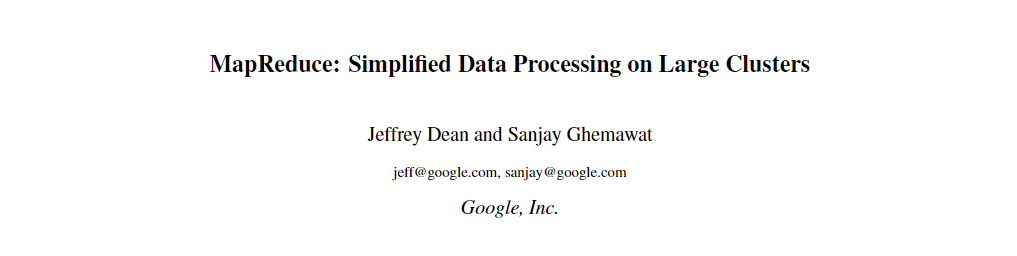 MapReduce: Simplified Data Processing on Large Clusters
Jeffrey Dean and Sanjay Ghemawat
jeff@google.com, sanjay@google.com
Google, Inc.